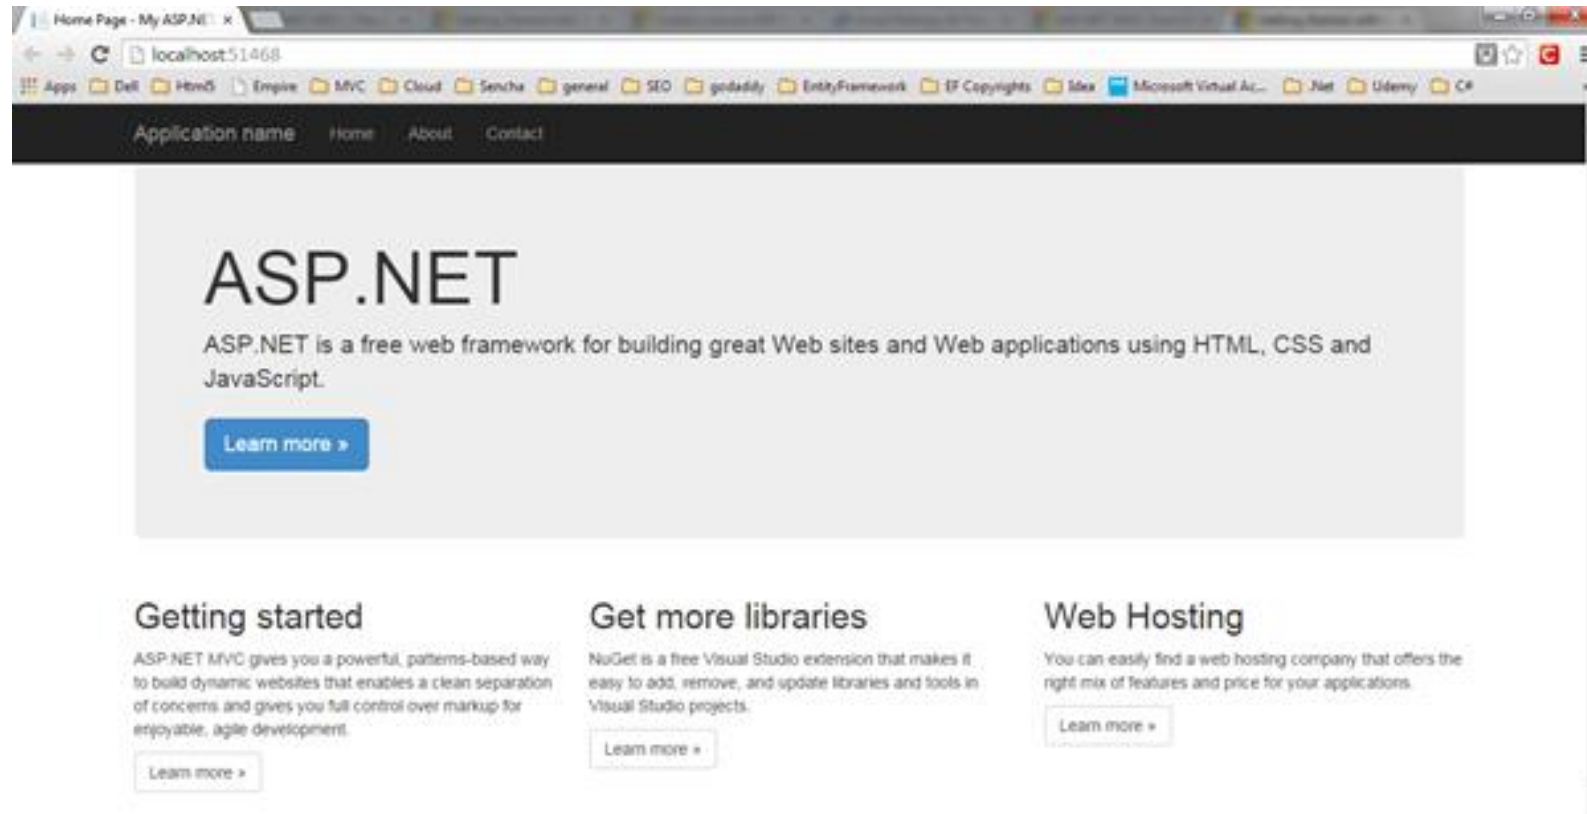 Home Page - My ASP.NE
localhost:51468
Apps Dell Html5 Empire MVC Cloud Sencha general SEO godaddy EntityFramework EF Copyrights Idea Microsoft Virtual Ac... .Net Udemy C#
Application name Home About Contact
ASP.NET
ASP.NET is a free web framework for building great Web sites and Web applications using HTML, CSS and
JavaScript.
Learn more »
Getting started
ASP.NET MVC gives you a powerful, patterns-based way
to build dynamic websites that enables a clean separation
of concerns and gives you full control over markup for
enjoyable, agile development.
Learn more »
Get more libraries
NuGet is a free Visual Studio extension that makes it
easy to add, remove, and update libraries and tools in
Visual Studio projects.
Learn more »
Web Hosting
You can easily find a web hosting company that offers the
right mix of features and price for your applications.
Learn more »